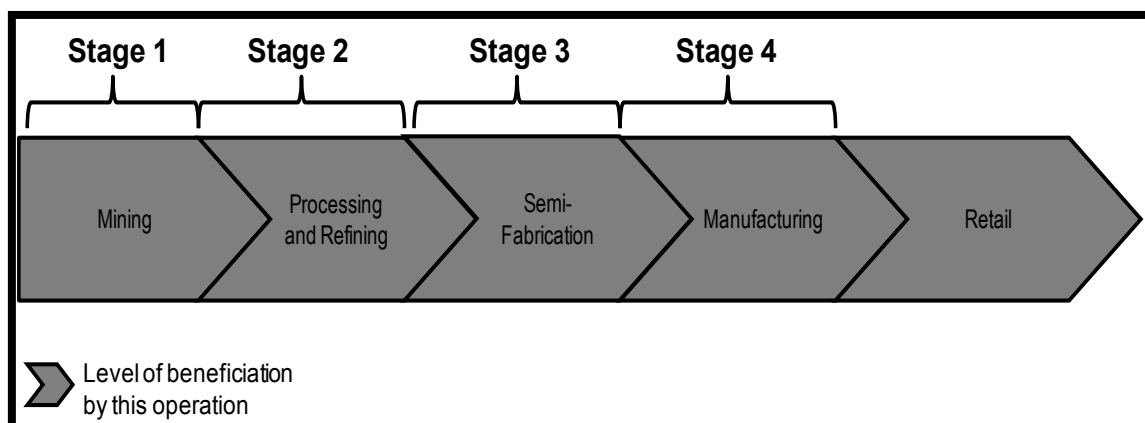 Stage 1 Stage 2 Stage 3 Stage 4
Mining
Processing
and Refining
Semi-
Fabrication
Manufacturing
Retail
Level of beneficiation
by this operation